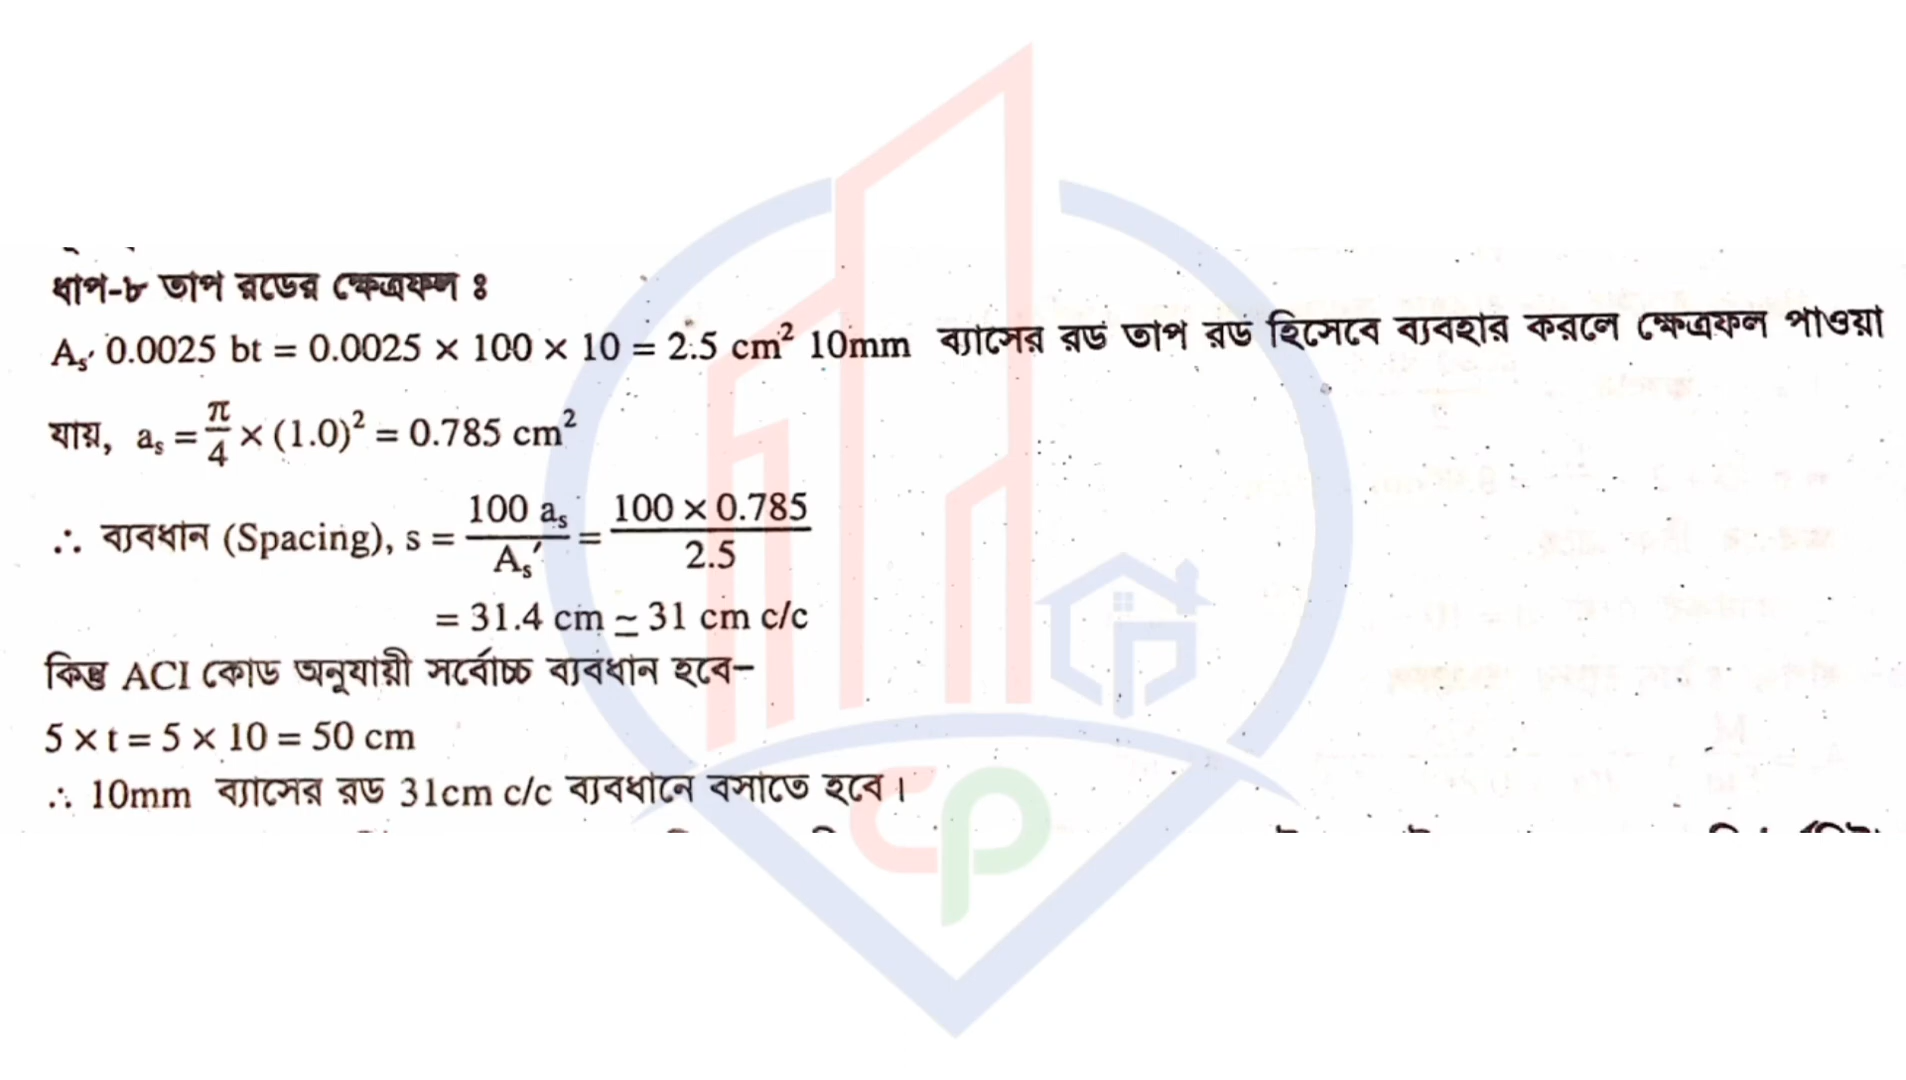 ধাপ-৮ তাপ রডের ক্ষেত্রফল ঃ
As′ 0.0025 bt = 0.0025 × 100 × 10 = 2.5 cm² 10mm ব্যাসের রড তাপ রড হিসেবে ব্যবহার করলে ক্ষেত্রফল পাওয়া
যায়, as = π/4 × (1.0)² = 0.785 cm²
∴ ব্যবধান (Spacing), s = 100 as / As′ = 100 × 0.785 / 2.5
= 31.4 cm ≃ 31 cm c/c
কিন্তু ACI কোড অনুযায়ী সর্বোচ্চ ব্যবধান হবে–
5 × t = 5 × 10 = 50 cm
∴ 10mm ব্যাসের রড 31cm c/c ব্যবধানে বসাতে হবে।
cp